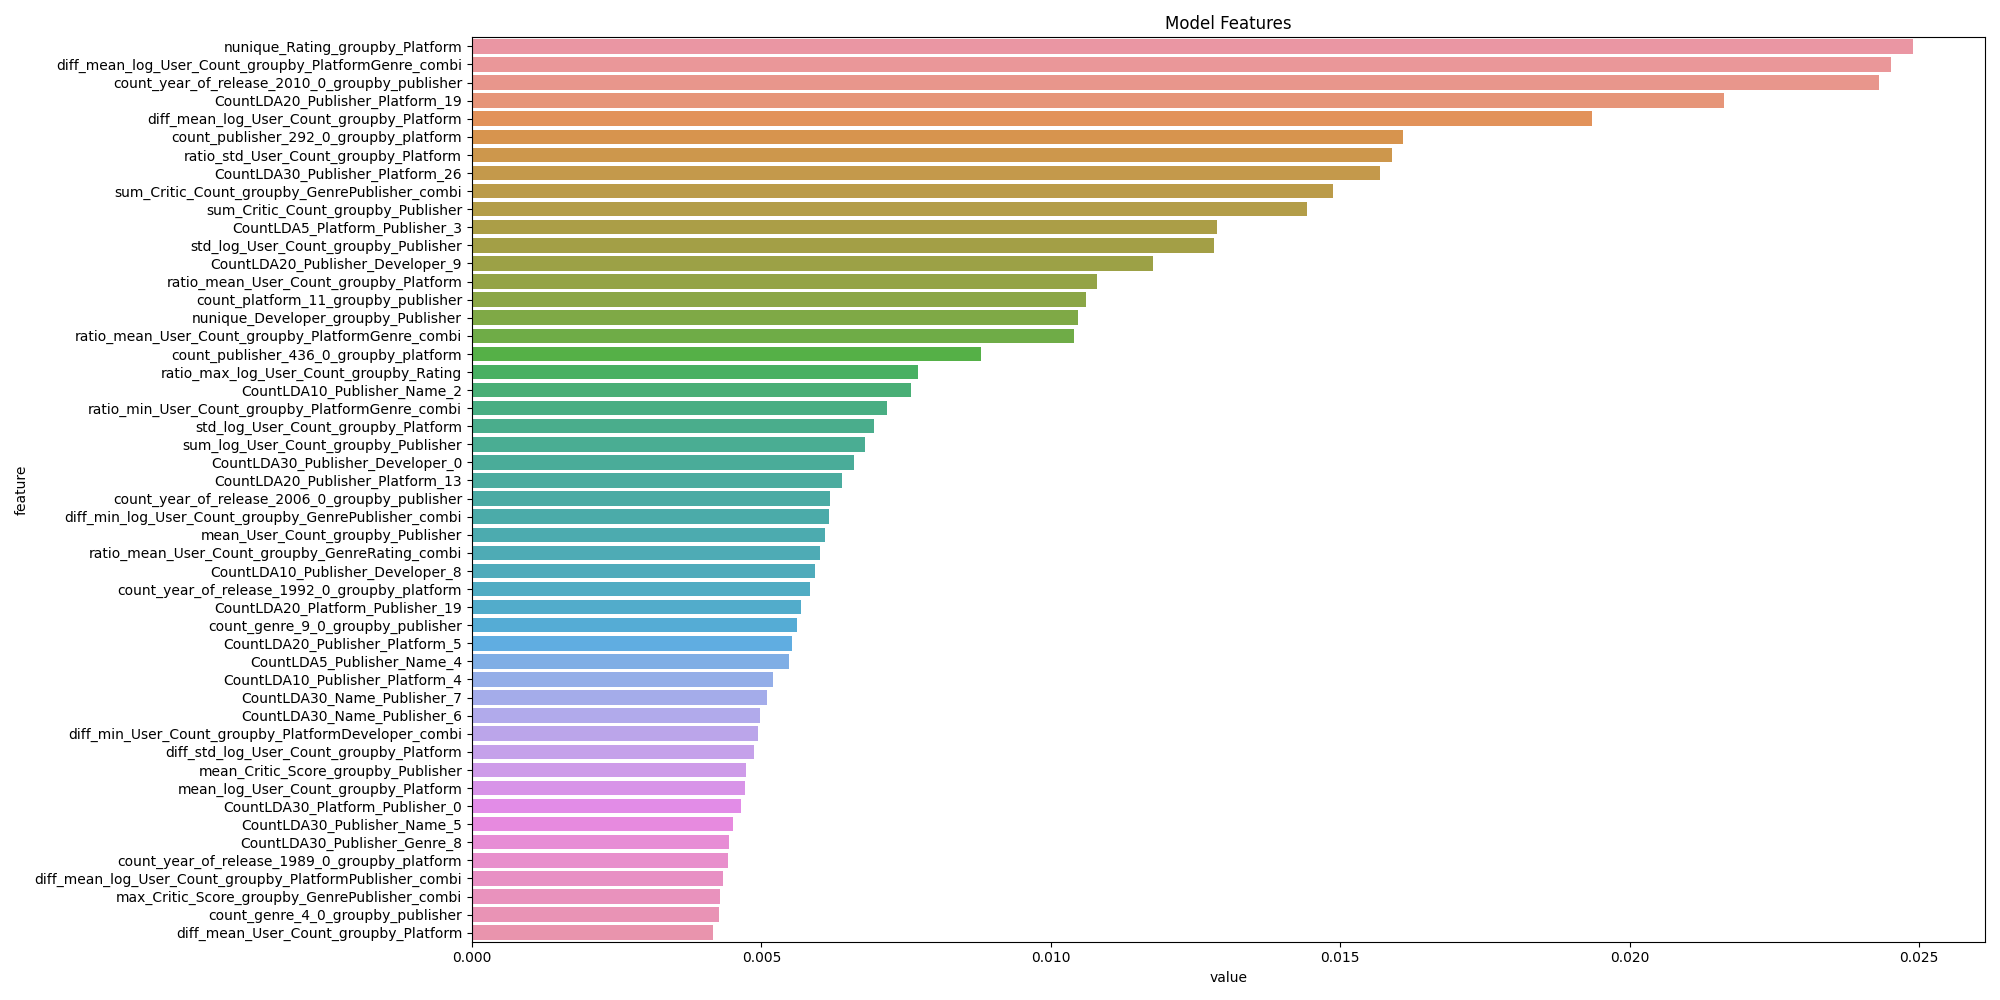 Model Features
nunique_Rating_groupby_Platform
diff_mean_log_User_Count_groupby_PlatformGenre_combi
count_year_of_release_2010_0_groupby_publisher
CountLDA20_Publisher_Platform_19
diff_mean_log_User_Count_groupby_Platform
count_publisher_292_0_groupby_platform
ratio_std_User_Count_groupby_Platform
CountLDA30_Publisher_Platform_26
sum_Critic_Count_groupby_GenrePublisher_combi
sum_Critic_Count_groupby_Publisher
CountLDA5_Platform_Publisher_3
std_log_User_Count_groupby_Publisher
CountLDA20_Publisher_Developer_9
ratio_mean_User_Count_groupby_Platform
count_platform_11_groupby_publisher
nunique_Developer_groupby_Publisher
ratio_mean_User_Count_groupby_PlatformGenre_combi
count_publisher_436_0_groupby_platform
ratio_max_log_User_Count_groupby_Rating
CountLDA10_Publisher_Name_2
ratio_min_User_Count_groupby_PlatformGenre_combi
std_log_User_Count_groupby_Platform
sum_log_User_Count_groupby_Publisher
CountLDA30_Publisher_Developer_0
CountLDA20_Publisher_Platform_13
count_year_of_release_2006_0_groupby_publisher
diff_min_log_User_Count_groupby_GenrePublisher_combi
mean_User_Count_groupby_Publisher
ratio_mean_User_Count_groupby_GenreRating_combi
CountLDA10_Publisher_Developer_8
count_year_of_release_1992_0_groupby_platform
CountLDA20_Platform_Publisher_19
count_genre_9_0_groupby_publisher
CountLDA20_Publisher_Platform_5
CountLDA5_Publisher_Name_4
CountLDA10_Publisher_Platform_4
CountLDA30_Name_Publisher_7
CountLDA30_Name_Publisher_6
diff_min_User_Count_groupby_PlatformDeveloper_combi
diff_std_log_User_Count_groupby_Platform
mean_Critic_Score_groupby_Publisher
mean_log_User_Count_groupby_Platform
CountLDA30_Platform_Publisher_0
CountLDA30_Publisher_Name_5
CountLDA30_Publisher_Genre_8
count_year_of_release_1989_0_groupby_platform
diff_mean_log_User_Count_groupby_PlatformPublisher_combi
max_Critic_Score_groupby_GenrePublisher_combi
count_genre_4_0_groupby_publisher
diff_mean_User_Count_groupby_Platform
feature
0.000 0.005 0.010 0.015 0.020 0.025
value